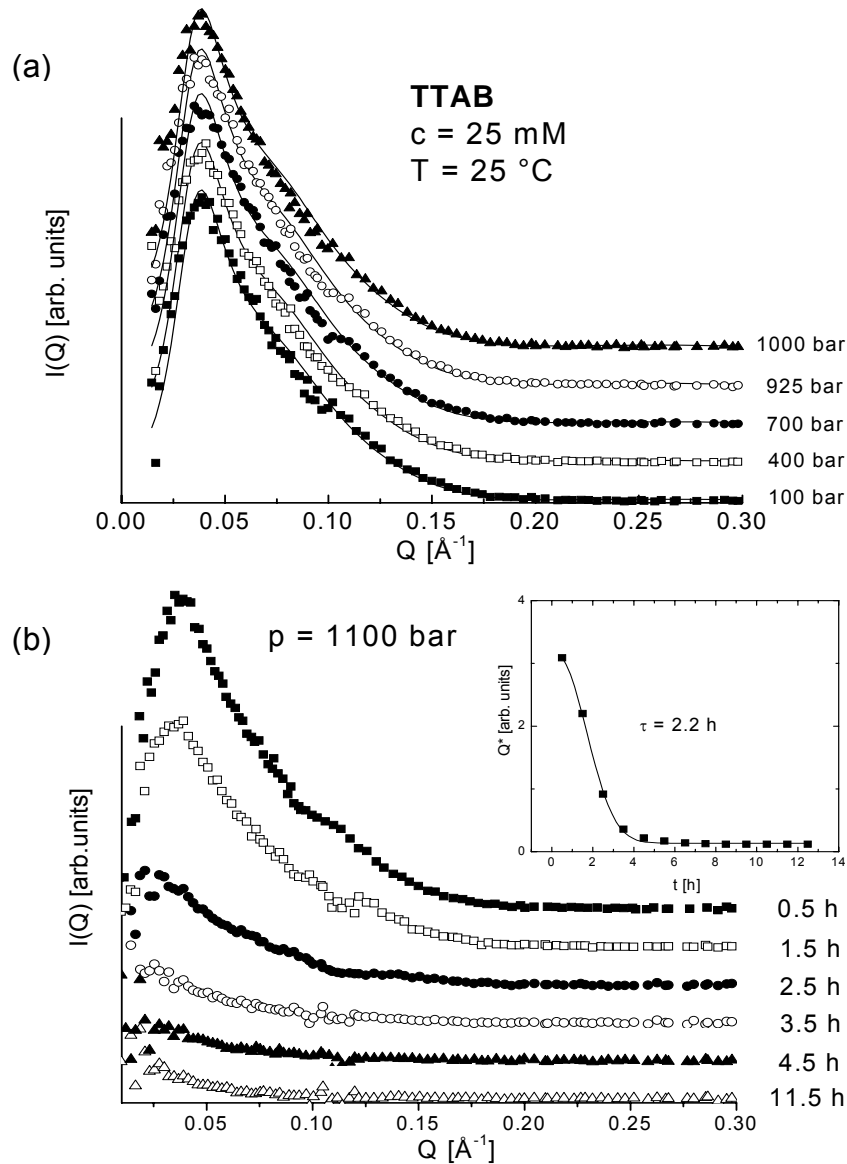 (a)
TTAB
c = 25 mM
T = 25 °C
I(Q) [arb. units]
1000 bar
925 bar
700 bar
400 bar
100 bar
0.00 0.05 0.10 0.15 0.20 0.25 0.30
Q [Å-1]
(b)
p = 1100 bar
I(Q) [arb.units]
4
2
0
Q* [arb. units]
τ = 2.2 h
0 2 4 6 8 10 12 14
t [h]
0.5 h
1.5 h
2.5 h
3.5 h
4.5 h
11.5 h
0.05 0.10 0.15 0.20 0.25 0.30
Q [Å-1]